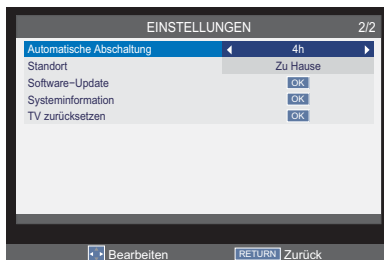 EINSTELLUNGEN 2/2
Automatische Abschaltung 4h
Standort Zu Hause
Software-Update OK
Systeminformation OK
TV zurücksetzen OK
Bearbeiten RETURN Zurück